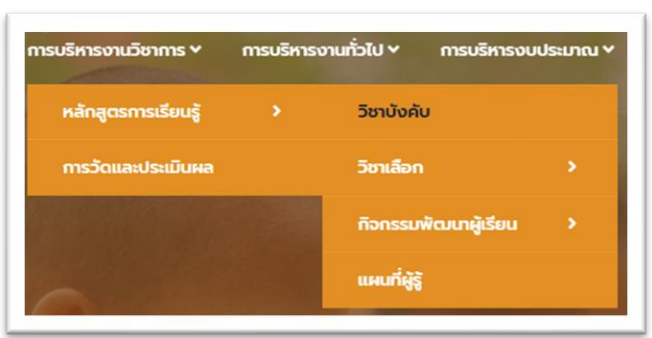 การบริหารงานวิชาการ การบริหารงานทั่วไป การบริหารงบประมาณ
หลักสูตรการเรียนรู้ วิชาบังคับ
การวัดและประเมินผล วิชาเลือก
กิจกรรมพัฒนาผู้เรียน
แผนที่ผู้รู้